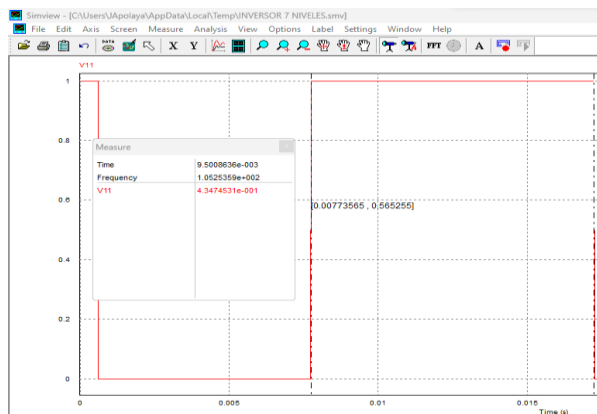 Simview - [C:\Users\APolaya\AppData\Local\Temp\INVERSOR 7 NIVELES.smv]
File Edit Axis Screen Measure Analysis View Options Label Settings Window Help
DATA X Y FFT A
V11
1
0.8
Measure
Time 9.5008636e-003
Frequency 1.0525359e+002
V11 4.3474531e-001
0.6
[0.00773565 , 0.565255]
0.4
0.2
0
0 0.005 0.01 0.015
Time (s)